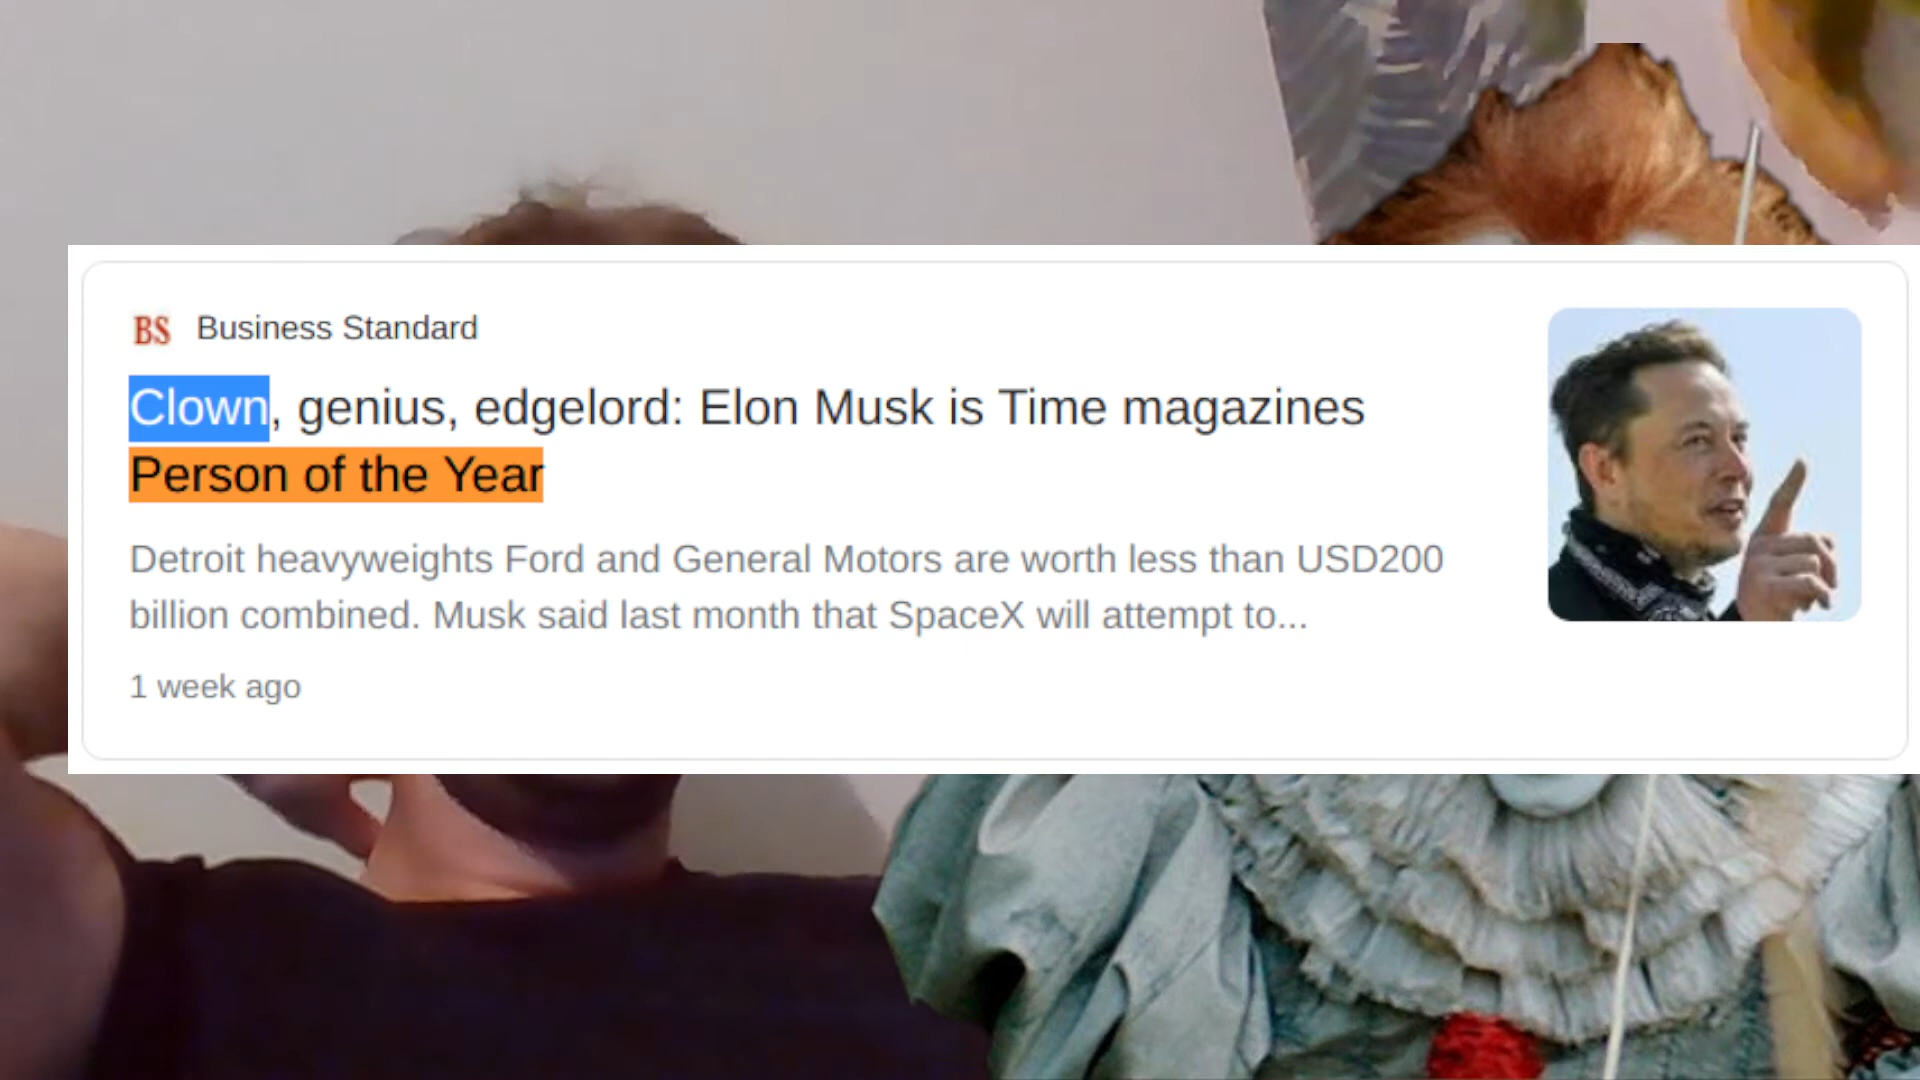 BS Business Standard
Clown, genius, edgelord: Elon Musk is Time magazines
Person of the Year
Detroit heavyweights Ford and General Motors are worth less than USD200
billion combined. Musk said last month that SpaceX will attempt to...
1 week ago